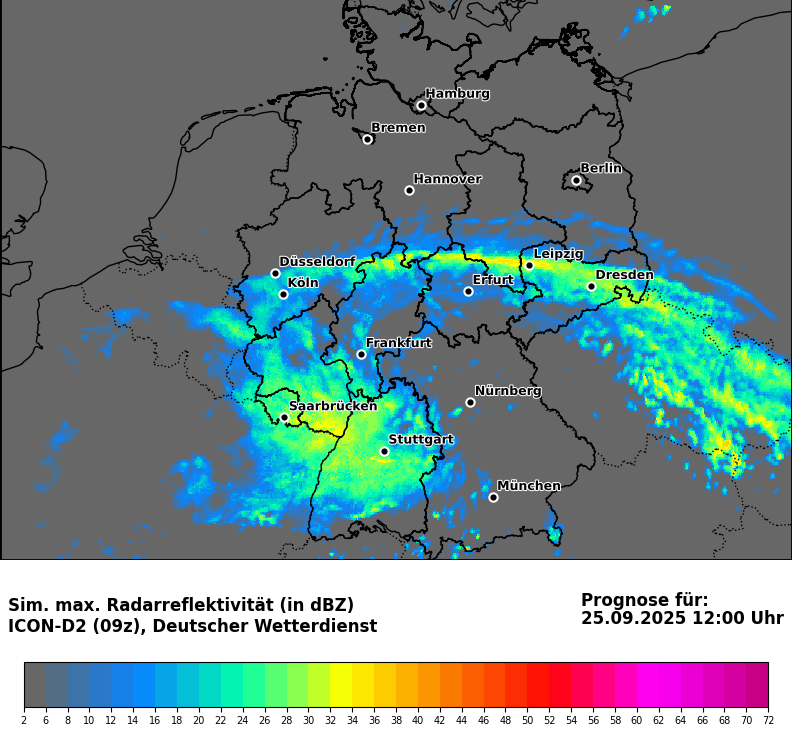 Hamburg
Bremen
Berlin
Hannover
Leipzig
Düsseldorf
Dresden
Köln
Erfurt
Frankfurt
Nürnberg
Saarbrücken
Stuttgart
München
Sim. max. Radarreflektivität (in dBZ)
ICON-D2 (09z), Deutscher Wetterdienst
Prognose für:
25.09.2025 12:00 Uhr
2 6 8 10 12 14 16 18 20 22 24 26 28 30 32 34 36 38 40 42 44 46 48 50 52 54 56 58 60 62 64 66 68 70 72